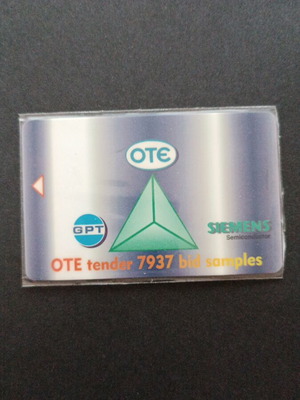 OTE
GPT
SIEMENS
OTE tender 7937 bid samples